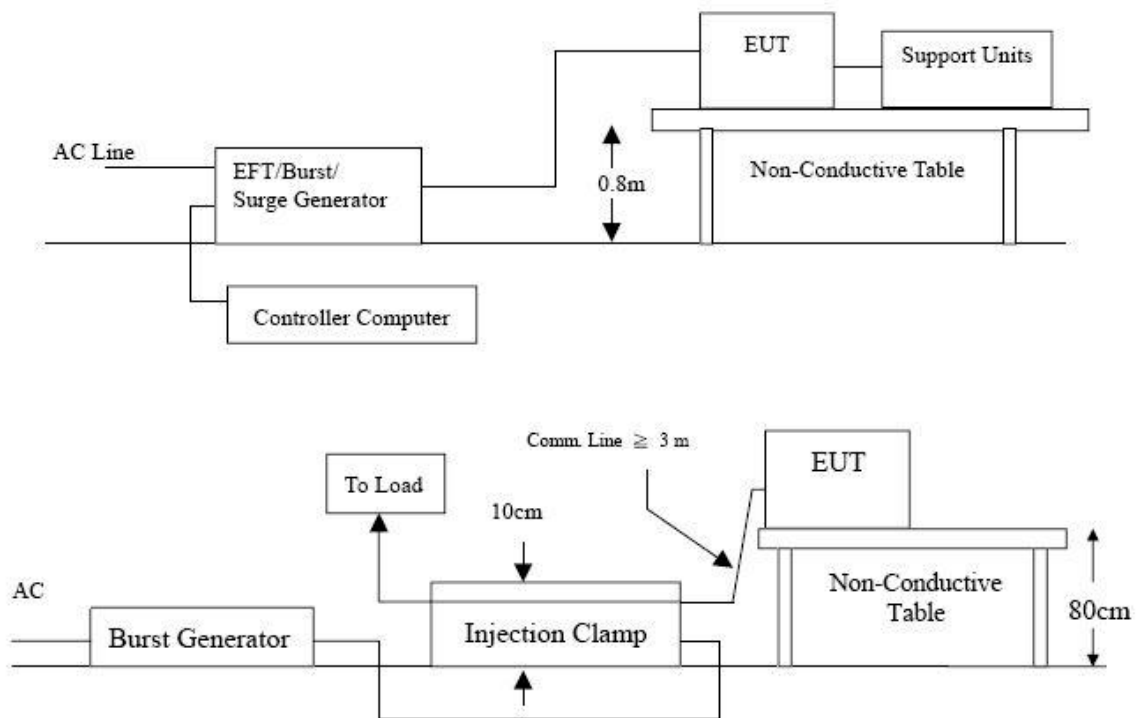 EUT
Support Units
AC Line
EFT/Burst/
Surge Generator
0.8m
Non-Conductive Table
Controller Computer
Comm. Line ≧ 3 m
EUT
To Load
10cm
AC
Burst Generator
Injection Clamp
Non-Conductive
Table
80cm